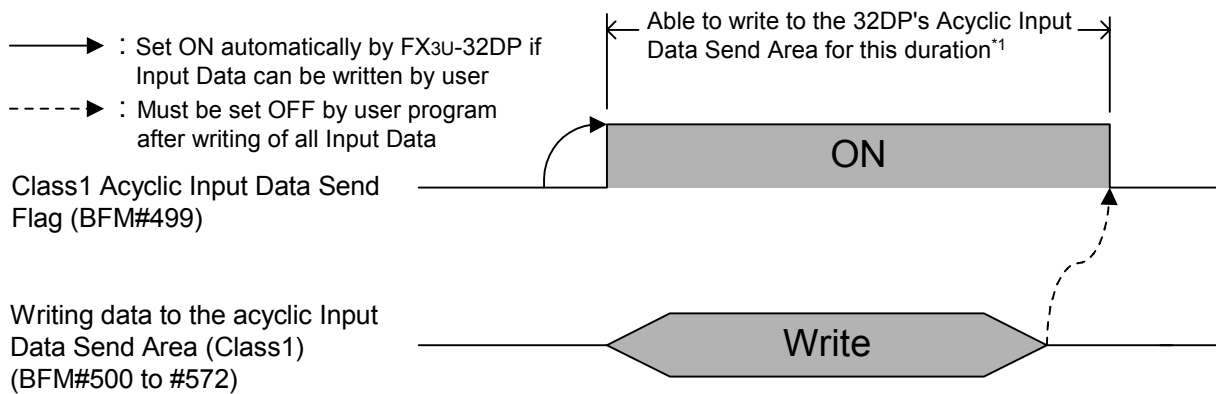 : Set ON automatically by FX3U-32DP if
Input Data can be written by user
: Must be set OFF by user program
after writing of all Input Data
Able to write to the 32DP's Acyclic Input
Data Send Area for this duration*1
Class1 Acyclic Input Data Send
Flag (BFM#499)
ON
Writing data to the acyclic Input
Data Send Area (Class1)
(BFM#500 to #572)
Write